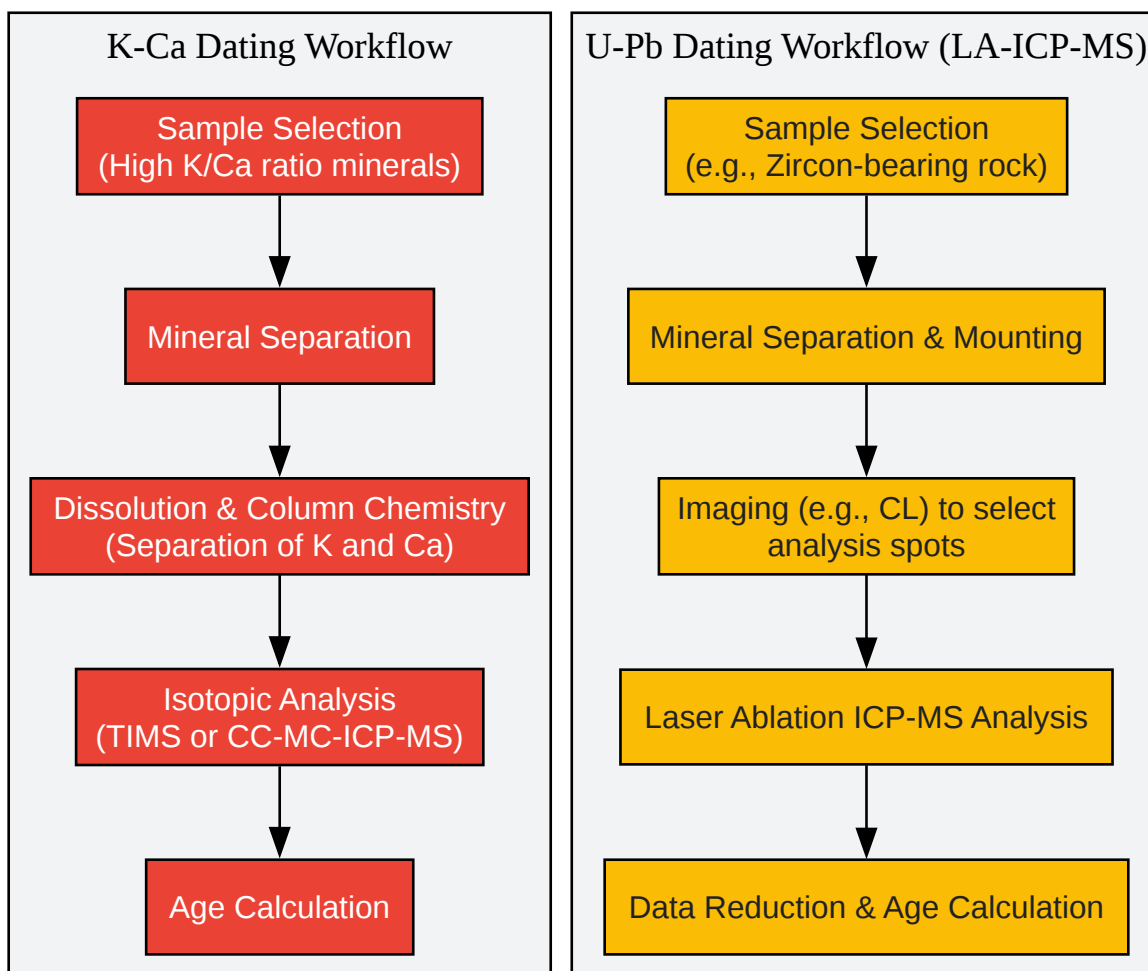 K-Ca Dating Workflow
Sample Selection
(High K/Ca ratio minerals)
Mineral Separation
Dissolution & Column Chemistry
(Separation of K and Ca)
Isotopic Analysis
(TIMS or CC-MC-ICP-MS)
Age Calculation
U-Pb Dating Workflow (LA-ICP-MS)
Sample Selection
(e.g., Zircon-bearing rock)
Mineral Separation & Mounting
Imaging (e.g., CL) to select
analysis spots
Laser Ablation ICP-MS Analysis
Data Reduction & Age Calculation